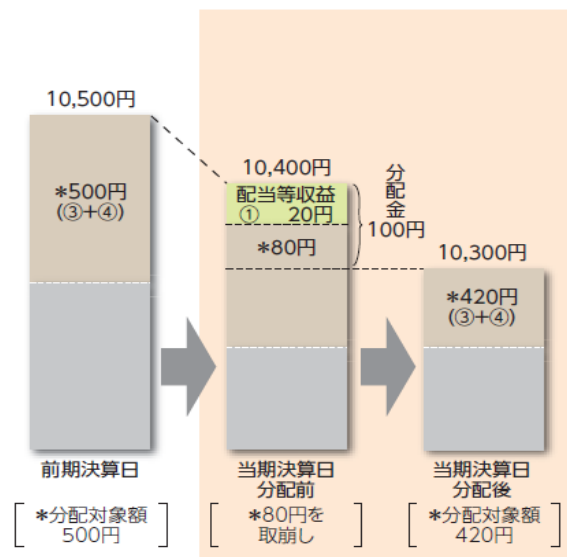 10,500円
*500円
(③+④)
前期決算日
*分配対象額
500円
10,400円
配当等収益
① 20円
*80円
分配金
100円
当期決算日
分配前
*80円を
取崩し
10,300円
*420円
(③+④)
当期決算日
分配後
*分配対象額
420円